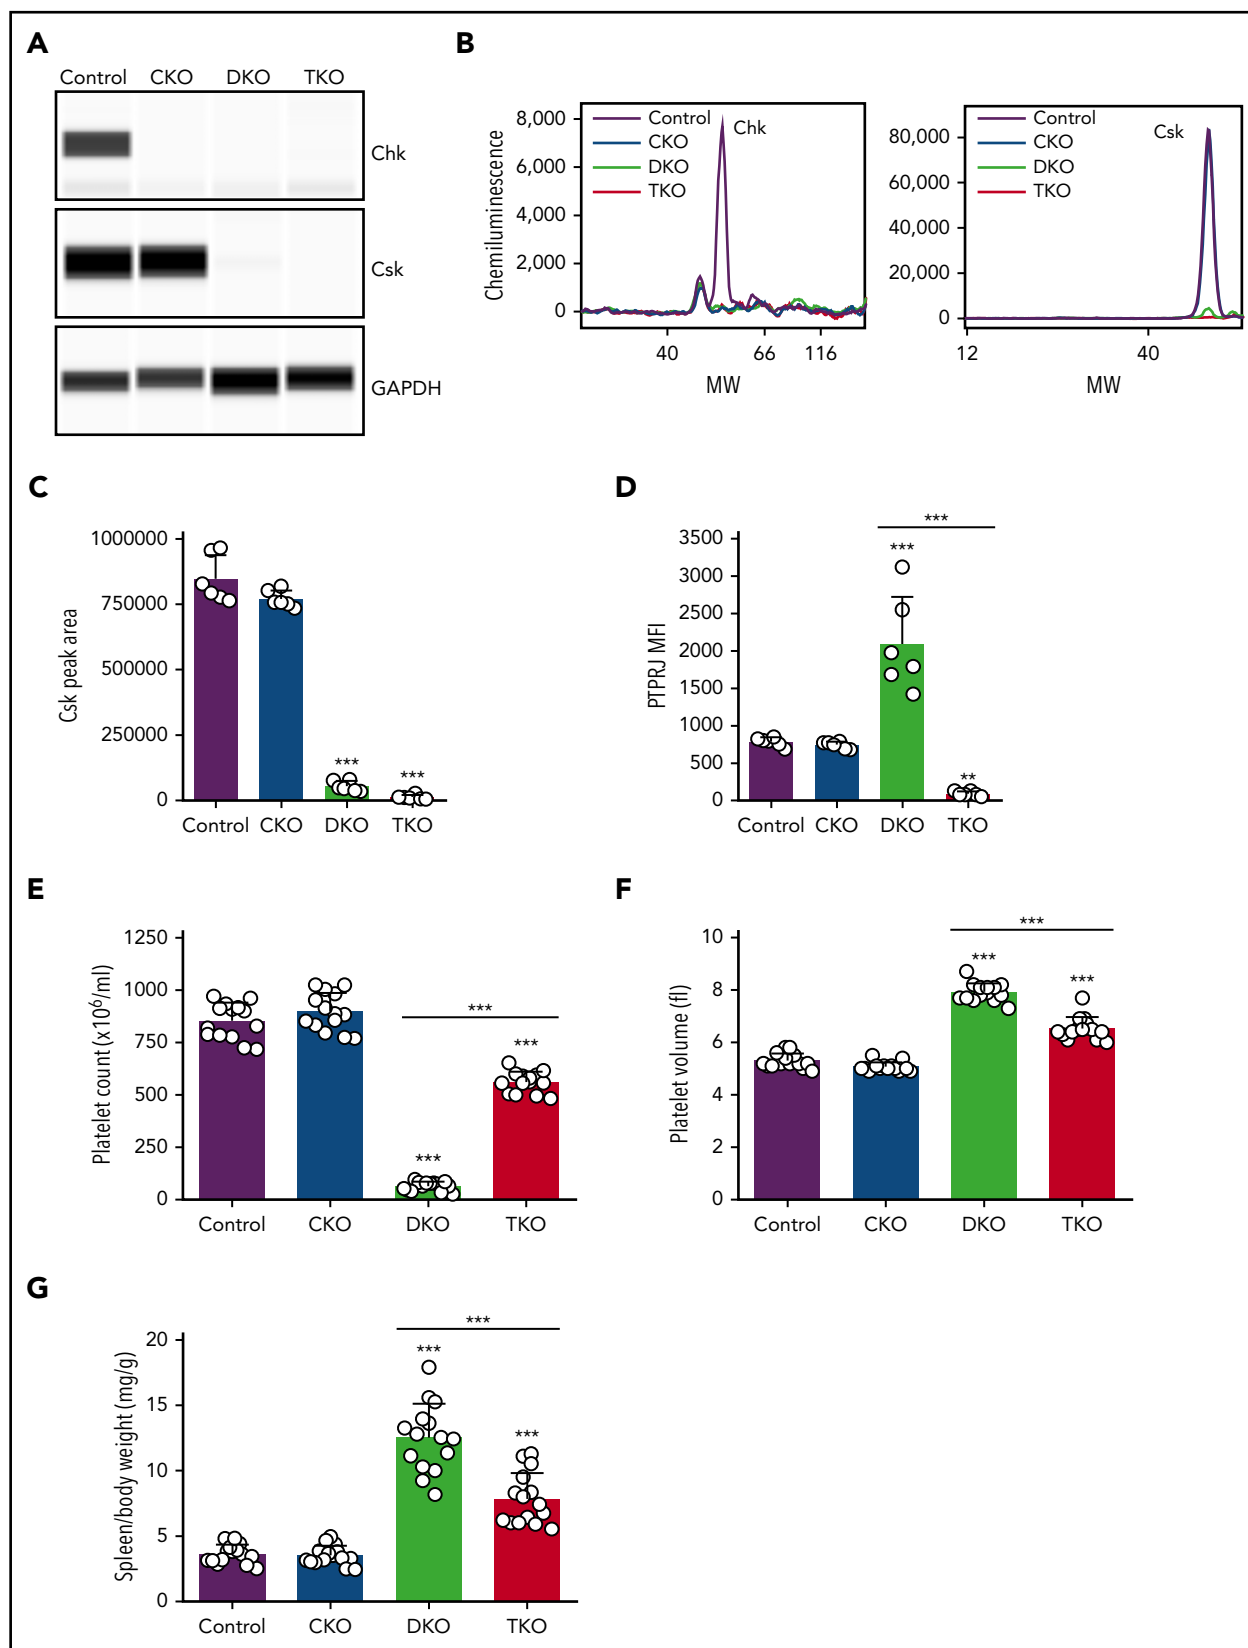 A
Control CKO DKO TKO
Chk
Csk
GAPDH
B
Chemiluminescence
8,000
6,000
4,000
2,000
0
Control
CKO
DKO
TKO
Chk
40 66 116
MW
80,000
60,000
40,000
20,000
0
Control
CKO
DKO
TKO
Csk
12 40
MW
C
Csk peak area
1000000
750000
500000
250000
0
***
***
Control CKO DKO TKO
D
PTPRJ MFI
3500
3000
2500
2000
1500
1000
500
0
***
***
**
Control CKO DKO TKO
E
Platelet count (x10⁶/ml)
1250
1000
750
500
250
0
***
***
***
Control CKO DKO TKO
F
Platelet volume (fl)
10
8
6
4
2
0
***
***
***
Control CKO DKO TKO
G
Spleen/body weight (mg/g)
20
15
10
5
0
***
***
***
Control CKO DKO TKO